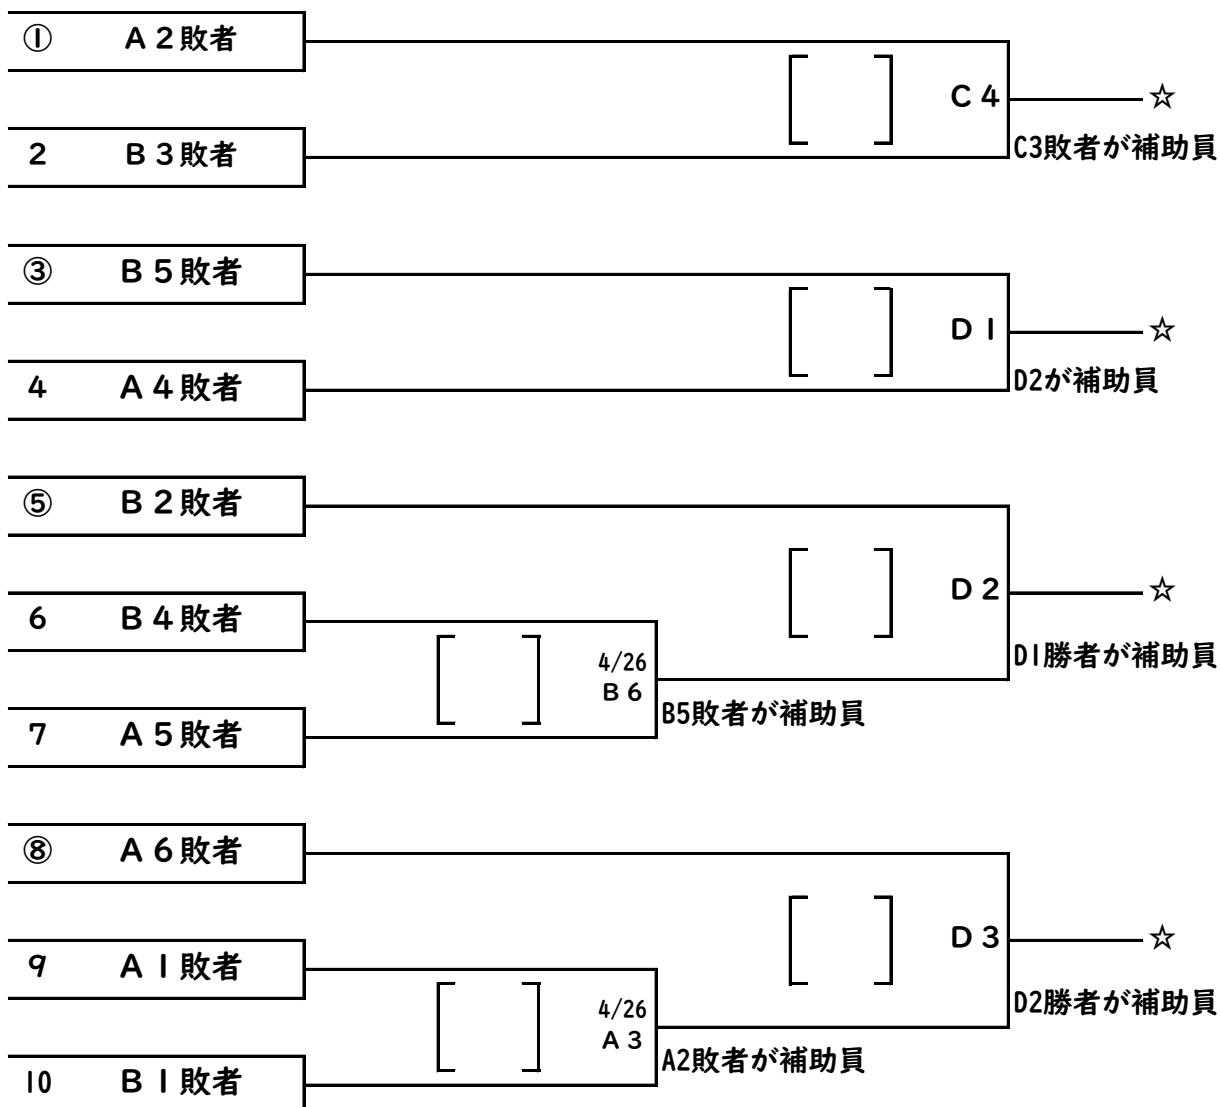 ① A2敗者
C4 ☆
2 B3敗者
C3敗者が補助員
③ B5敗者
D1 ☆
4 A4敗者
D2が補助員
⑤ B2敗者
D2 ☆
6 B4敗者
4/26
B6
D1勝者が補助員
7 A5敗者
B5敗者が補助員
⑧ A6敗者
D3 ☆
9 A1敗者
4/26
A3
D2勝者が補助員
10 B1敗者
A2敗者が補助員